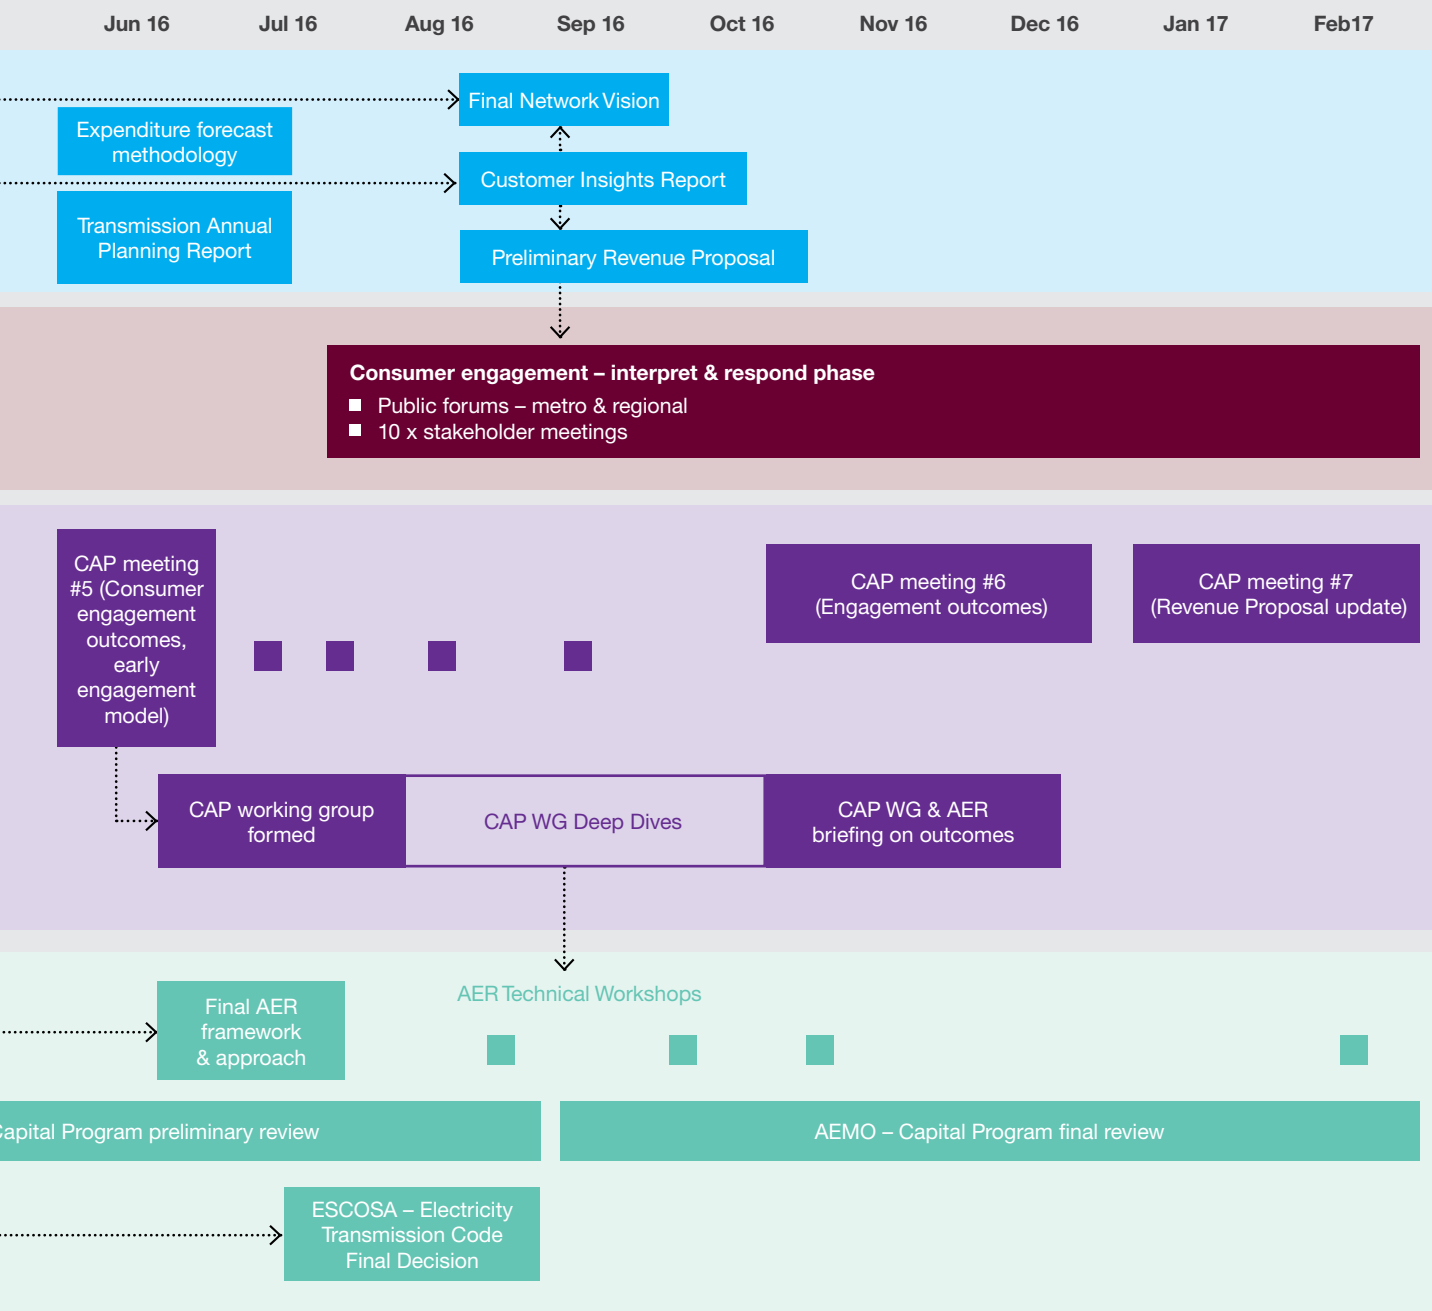 Jun 16 Jul 16 Aug 16 Sep 16 Oct 16 Nov 16 Dec 16 Jan 17 Feb17
Final Network Vision
Expenditure forecast
methodology
Customer Insights Report
Transmission Annual
Planning Report
Preliminary Revenue Proposal
Consumer engagement – interpret & respond phase
Public forums – metro & regional
10 x stakeholder meetings
CAP meeting
#5 (Consumer
engagement
outcomes,
early
engagement
model)
CAP meeting #6
(Engagement outcomes)
CAP meeting #7
(Revenue Proposal update)
CAP working group
formed
CAP WG Deep Dives
CAP WG & AER
briefing on outcomes
Final AER
framework
& approach
AER Technical Workshops
Capital Program preliminary review
AEMO – Capital Program final review
ESCOSA – Electricity
Transmission Code
Final Decision